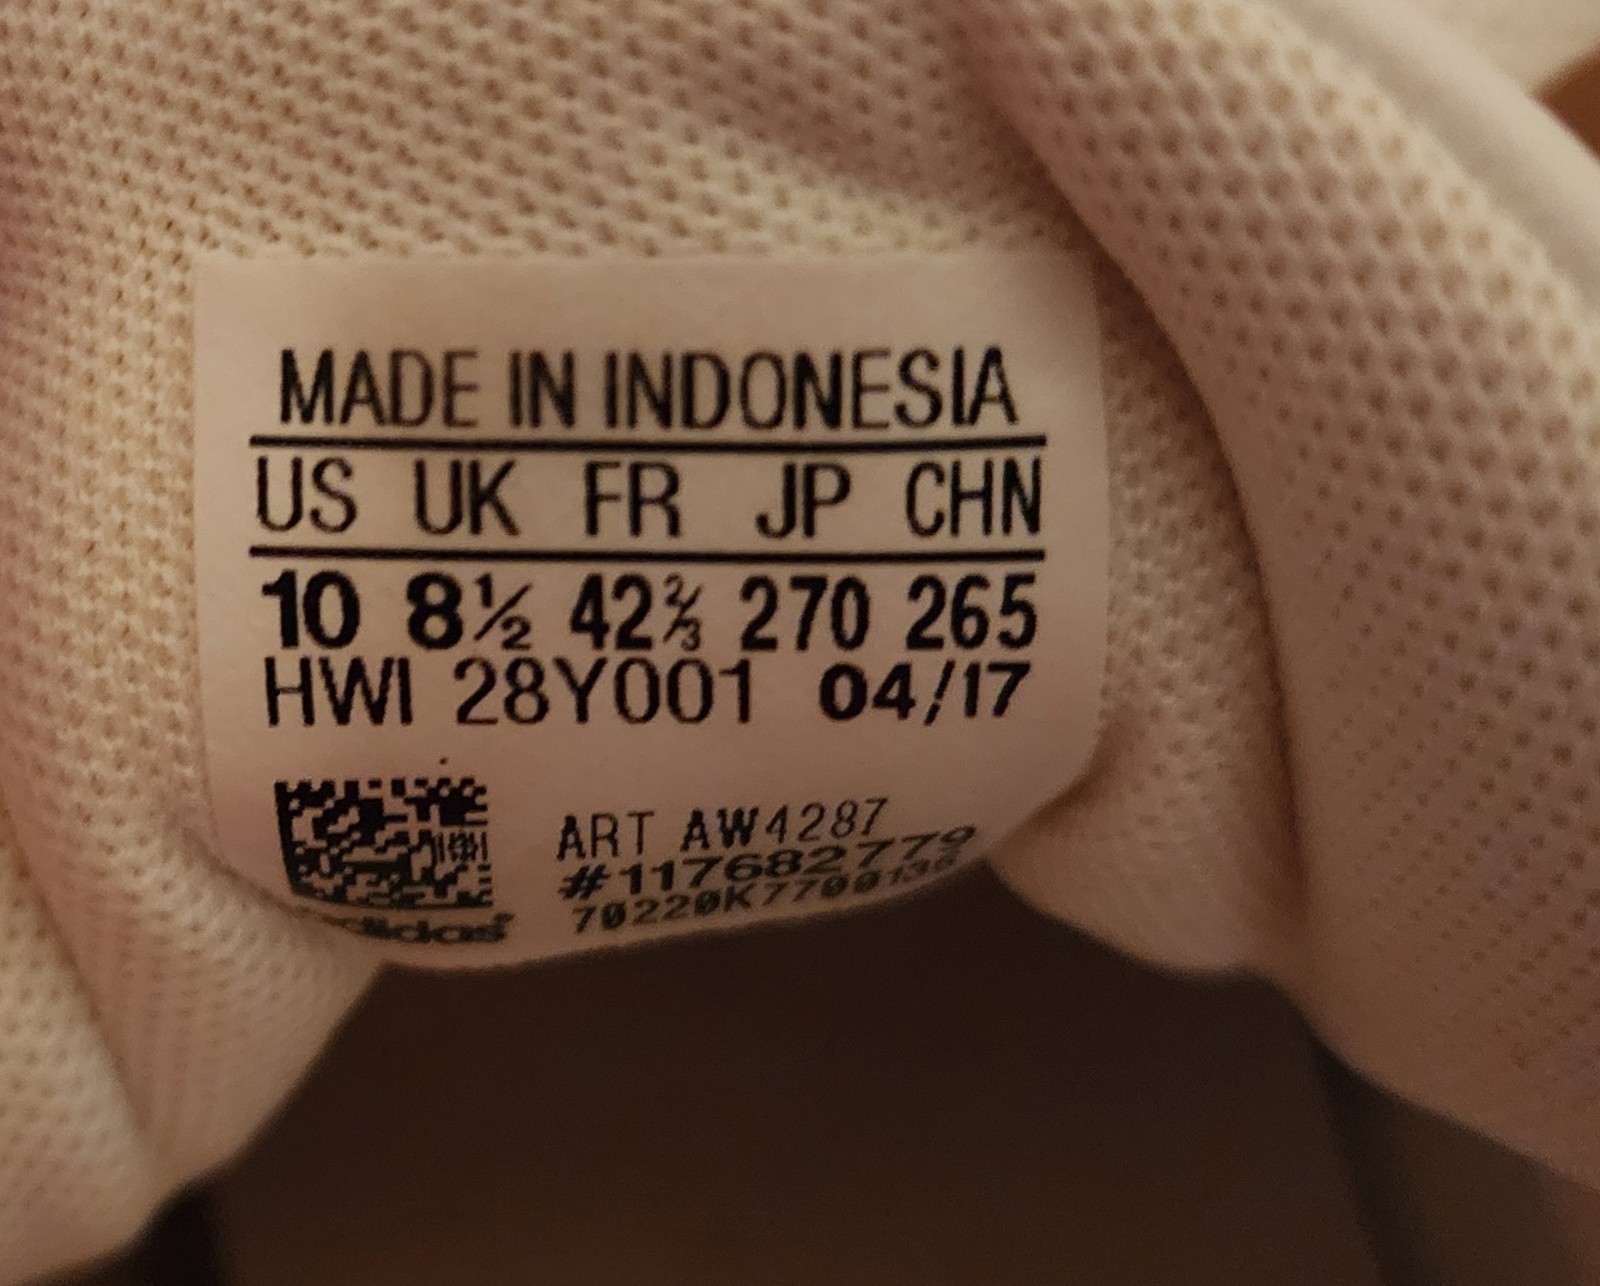 MADE IN INDONESIA
US UK FR JP CHN
10 8½ 42⅔ 270 265
HWI 28Y001 04/17
ART AW4287
#117682779
70220K7700136
adidas